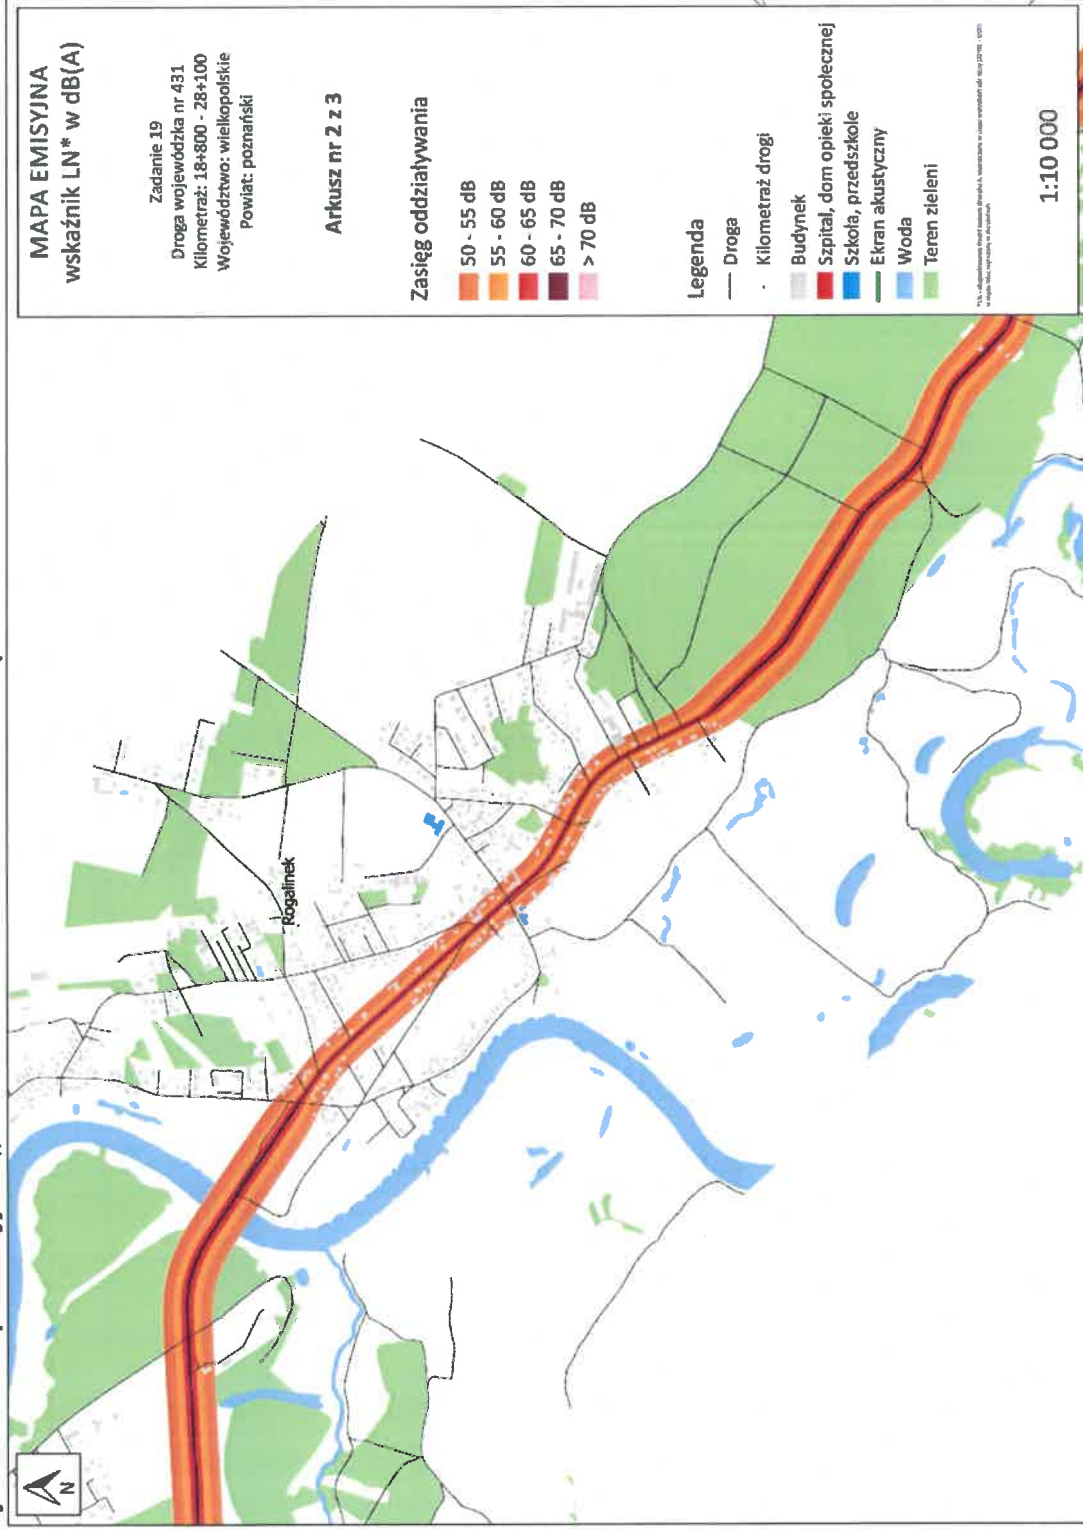 MAPA EMISYJNA
wskaźnik LN* w dB(A)
Zadanie 19
Droga wojewódzka nr 431
Kilometraż: 18+800 - 28+100
Województwo: wielkopolskie
Powiat: poznański
Arkusz nr 2 z 3
Zasięg oddziaływania
50 - 55 dB
55 - 60 dB
60 - 65 dB
65 - 70 dB
> 70 dB
Legenda
Droga
Kilometraż drogi
Budynek
Szpital, dom opieki społecznej
Szkoła, przedszkole
Ekran akustyczny
Woda
Teren zieleni
1:10 000
Rogalinek
N